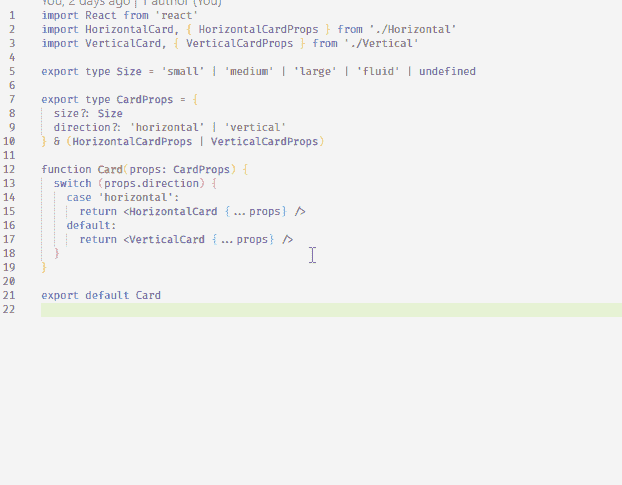 You, 2 days ago | 1 author (You)
1 import React from 'react'
2 import HorizontalCard, { HorizontalCardProps } from './Horizontal'
3 import VerticalCard, { VerticalCardProps } from './Vertical'
4
5 export type Size = 'small' | 'medium' | 'large' | 'fluid' | undefined
6
7 export type CardProps = {
8 size?: Size
9 direction?: 'horizontal' | 'vertical'
10 } & (HorizontalCardProps | VerticalCardProps)
11
12 function Card(props: CardProps) {
13 switch (props.direction) {
14 case 'horizontal':
15 return <HorizontalCard {...props} />
16 default:
17 return <VerticalCard {...props} />
18 }
19 }
20
21 export default Card
22